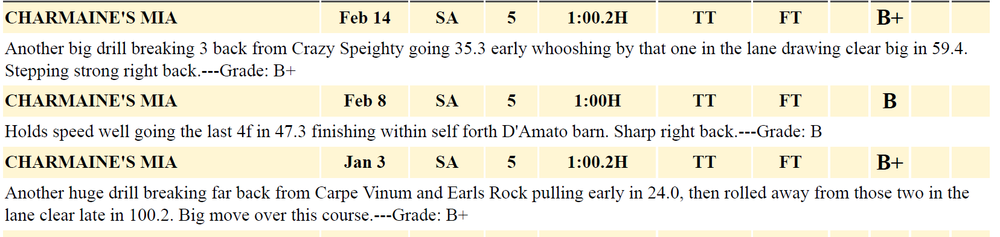 CHARMAINE'S MIA Feb 14 SA 5 1:00.2H TT FT B+
Another big drill breaking 3 back from Crazy Speighty going 35.3 early whooshing by that one in the lane drawing clear big in 59.4.
Stepping strong right back.---Grade: B+
CHARMAINE'S MIA Feb 8 SA 5 1:00H TT FT B
Holds speed well going the last 4f in 47.3 finishing within self forth D'Amato barn. Sharp right back.---Grade: B
CHARMAINE'S MIA Jan 3 SA 5 1:00.2H TT FT B+
Another huge drill breaking far back from Carpe Vinum and Earls Rock pulling early in 24.0, then rolled away from those two in the
lane clear late in 100.2. Big move over this course.---Grade: B+